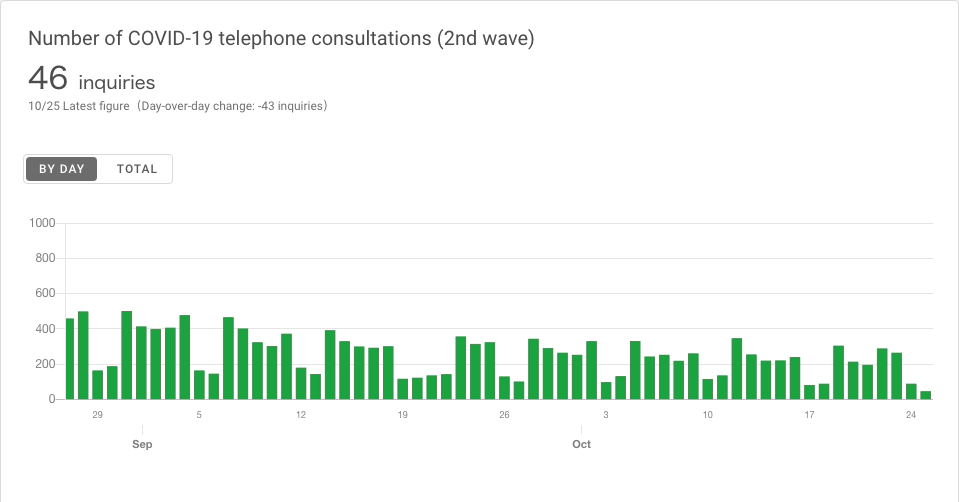 Number of COVID-19 telephone consultations (2nd wave)
46 inquiries
10/25 Latest figure（Day-over-day change: -43 inquiries）
BY DAY TOTAL
1000
800
600
400
200
0
29 5 12 19 26 3 10 17 24
Sep Oct